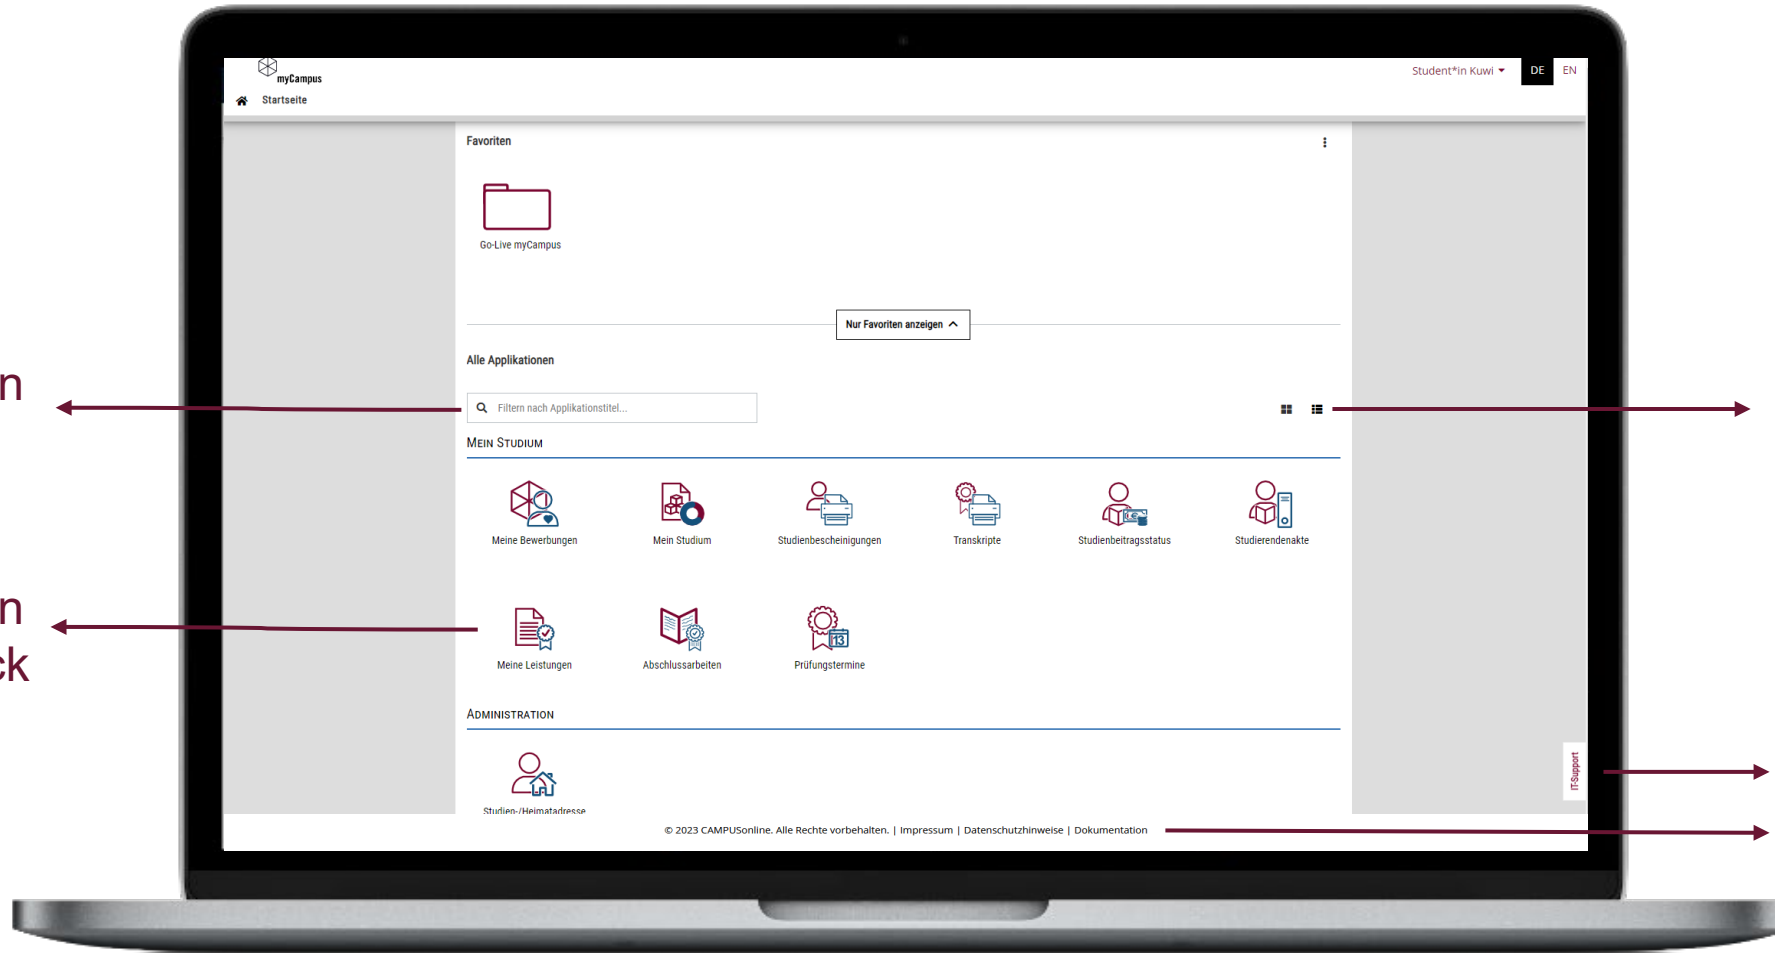 myCampus
Student*in Kuwi
DE
EN
Startseite
Favoriten
Go-Live myCampus
Nur Favoriten anzeigen
Alle Applikationen
Filtern nach Applikationstitel...
MEIN STUDIUM
Meine Bewerbungen
Mein Studium
Studienbescheinigungen
Transkripte
Studienbeitragsstatus
Studierendenakte
13
Meine Leistungen
Abschlussarbeiten
Prüfungstermine
ADMINISTRATION
Studien-/Heimatadresse
IT-Support
© 2023 CAMPUSonline. Alle Rechte vorbehalten. | Impressum | Datenschutzhinweise | Dokumentation